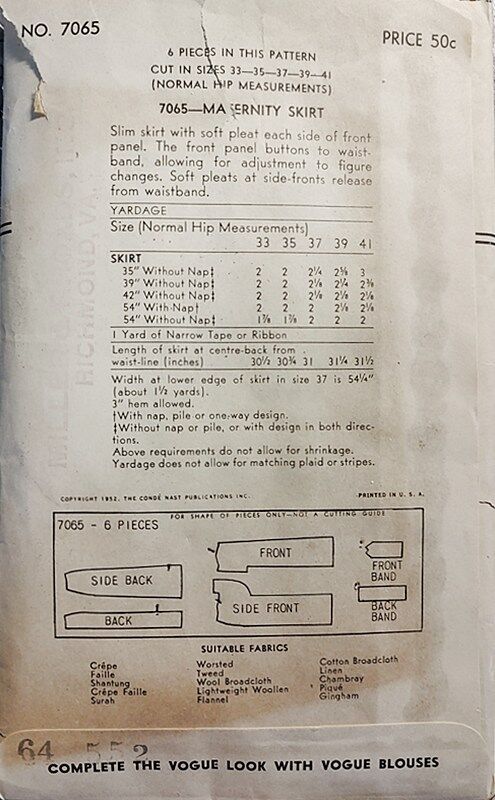 NO. 7065
PRICE 50c
6 PIECES IN THIS PATTERN
CUT IN SIZES 33—35—37—39—41
(NORMAL HIP MEASUREMENTS)
7065—MATERNITY SKIRT
Slim skirt with soft pleat each side of front
panel. The front panel buttons to waist-
band, allowing for adjustment to figure
changes. Soft pleats at side-fronts release
from waistband.
YARDAGE
Size (Normal Hip Measurements)
33 35 37 39 41
SKIRT
35" Without Nap‡ 2 2 2¼ 2⅝ 3
39" Without Nap‡ 2 2 2⅛ 2¼ 2⅜
42" Without Nap‡ 2 2 2⅛ 2⅛ 2⅛
54" With Nap† 2 2 2 2⅛ 2⅛
54" Without Nap‡ 1⅞ 1⅞ 2 2 2
1 Yard of Narrow Tape or Ribbon
Length of skirt at centre-back from
waist-line (inches) 30½ 30¾ 31 31¼ 31½
Width at lower edge of skirt in size 37 is 54¼"
(about 1½ yards).
3" hem allowed.
†With nap, pile or one-way design.
‡Without nap or pile, or with design in both direc-
tions.
Above requirements do not allow for shrinkage.
Yardage does not allow for matching plaid or stripes.
COPYRIGHT 1952, THE CONDÉ NAST PUBLICATIONS INC. PRINTED IN U. S. A.
FOR SHAPE OF PIECES ONLY—NOT A CUTTING GUIDE
7065 - 6 PIECES
SIDE BACK
BACK
FRONT
SIDE FRONT
FRONT
BAND
BACK
BAND
SUITABLE FABRICS
Crêpe Worsted Cotton Broadcloth
Faille Tweed Linen
Shantung Wool Broadcloth Chambray
Crêpe Faille Lightweight Woollen Piqué
Surah Flannel Gingham
64 552
COMPLETE THE VOGUE LOOK WITH VOGUE BLOUSES